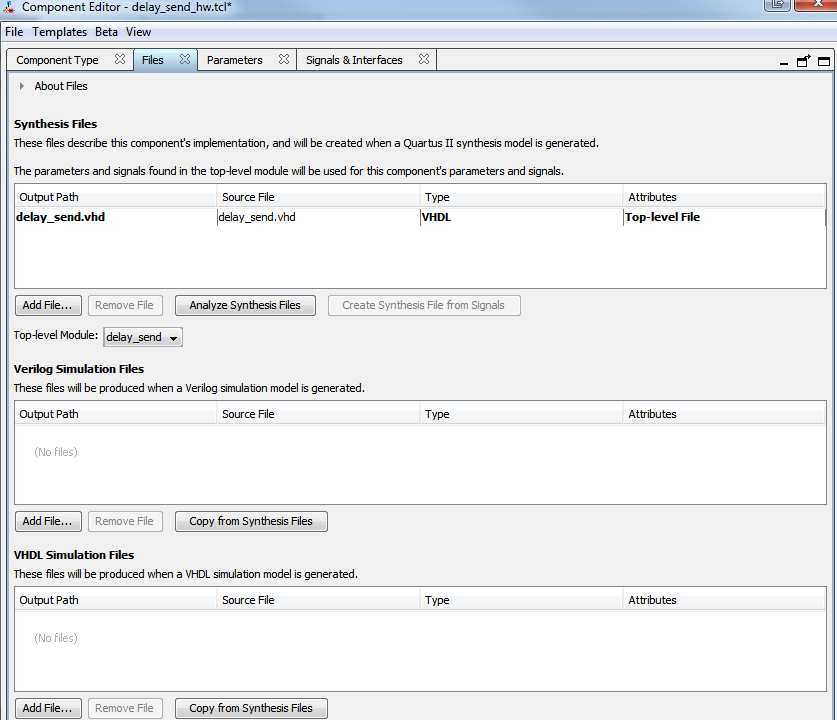 Component Editor - delay_send_hw.tcl*
File Templates Beta View
Component Type Files Parameters Signals & Interfaces
About Files
Synthesis Files
These files describe this component's implementation, and will be created when a Quartus II synthesis model is generated.
The parameters and signals found in the top-level module will be used for this component's parameters and signals.
Output Path Source File Type Attributes
delay_send.vhd delay_send.vhd VHDL Top-level File
Add File... Remove File Analyze Synthesis Files Create Synthesis File from Signals
Top-level Module: delay_send
Verilog Simulation Files
These files will be produced when a Verilog simulation model is generated.
Output Path Source File Type Attributes
(No files)
Add File... Remove File Copy from Synthesis Files
VHDL Simulation Files
These files will be produced when a VHDL simulation model is generated.
Output Path Source File Type Attributes
(No files)
Add File... Remove File Copy from Synthesis Files